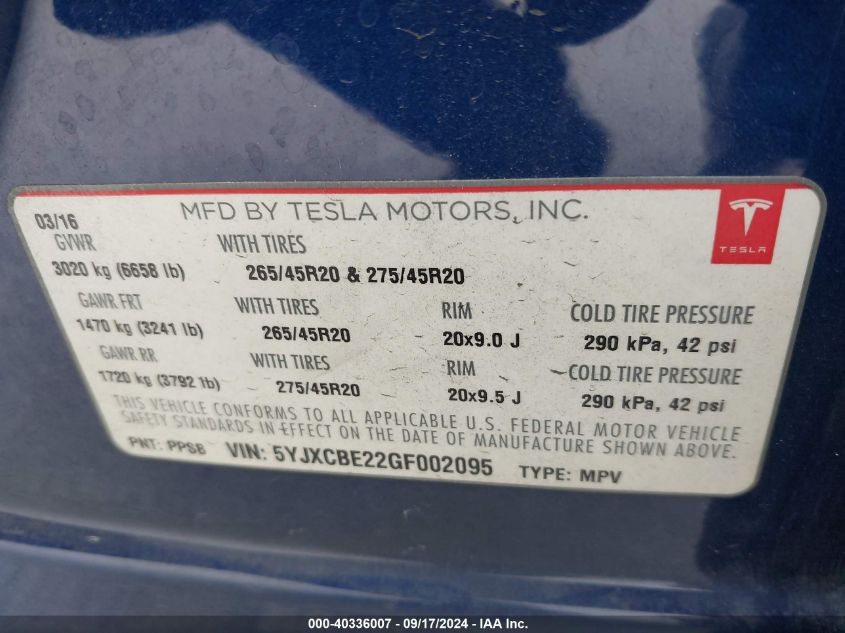 03/16 MFD BY TESLA MOTORS, INC.
TESLA
GVWR WITH TIRES
3020 kg (6658 lb) 265/45R20 & 275/45R20
GAWR FRT WITH TIRES RIM COLD TIRE PRESSURE
1470 kg (3241 lb) 265/45R20 20x9.0 J 290 kPa, 42 psi
GAWR RR WITH TIRES RIM COLD TIRE PRESSURE
1720 kg (3792 lb) 275/45R20 20x9.5 J 290 kPa, 42 psi
THIS VEHICLE CONFORMS TO ALL APPLICABLE U.S. FEDERAL MOTOR VEHICLE
SAFETY STANDARDS IN EFFECT ON THE DATE OF MANUFACTURE SHOWN ABOVE.
PNT: PPSB VIN: 5YJXCBE22GF002095 TYPE: MPV
000-40336007 - 09/17/2024 - IAA Inc.